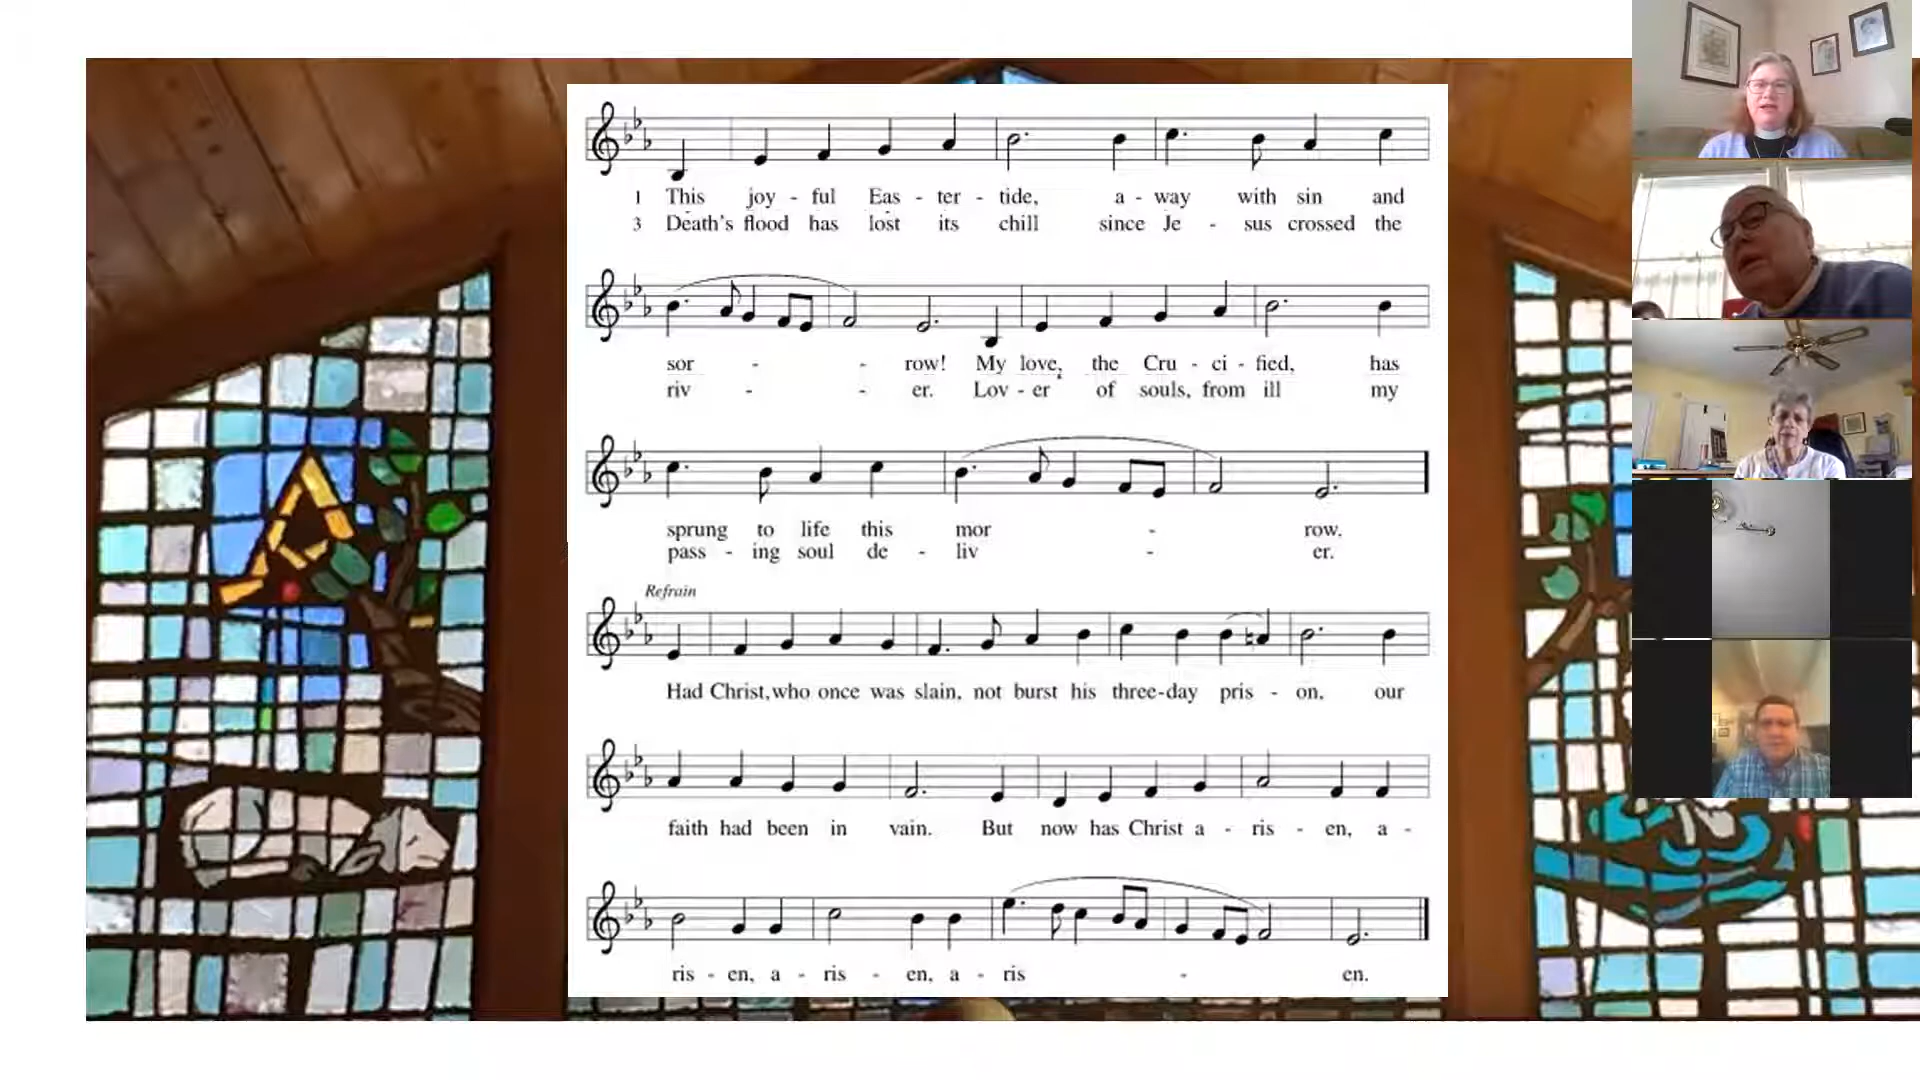 1 This joy - ful Eas - ter - tide, a - way with sin and
3 Death's flood has lost its chill since Je - sus crossed the
sor - - row! My love, the Cru - ci - fied, has
riv - - er. Lov - er of souls, from ill my
sprung to life this mor - row.
pass - ing soul de - liv - er.
Refrain
Had Christ, who once was slain, not burst his three-day pris - on, our
faith had been in vain. But now has Christ a - ris - en, a -
ris - en, a - ris - en, a - ris - en.